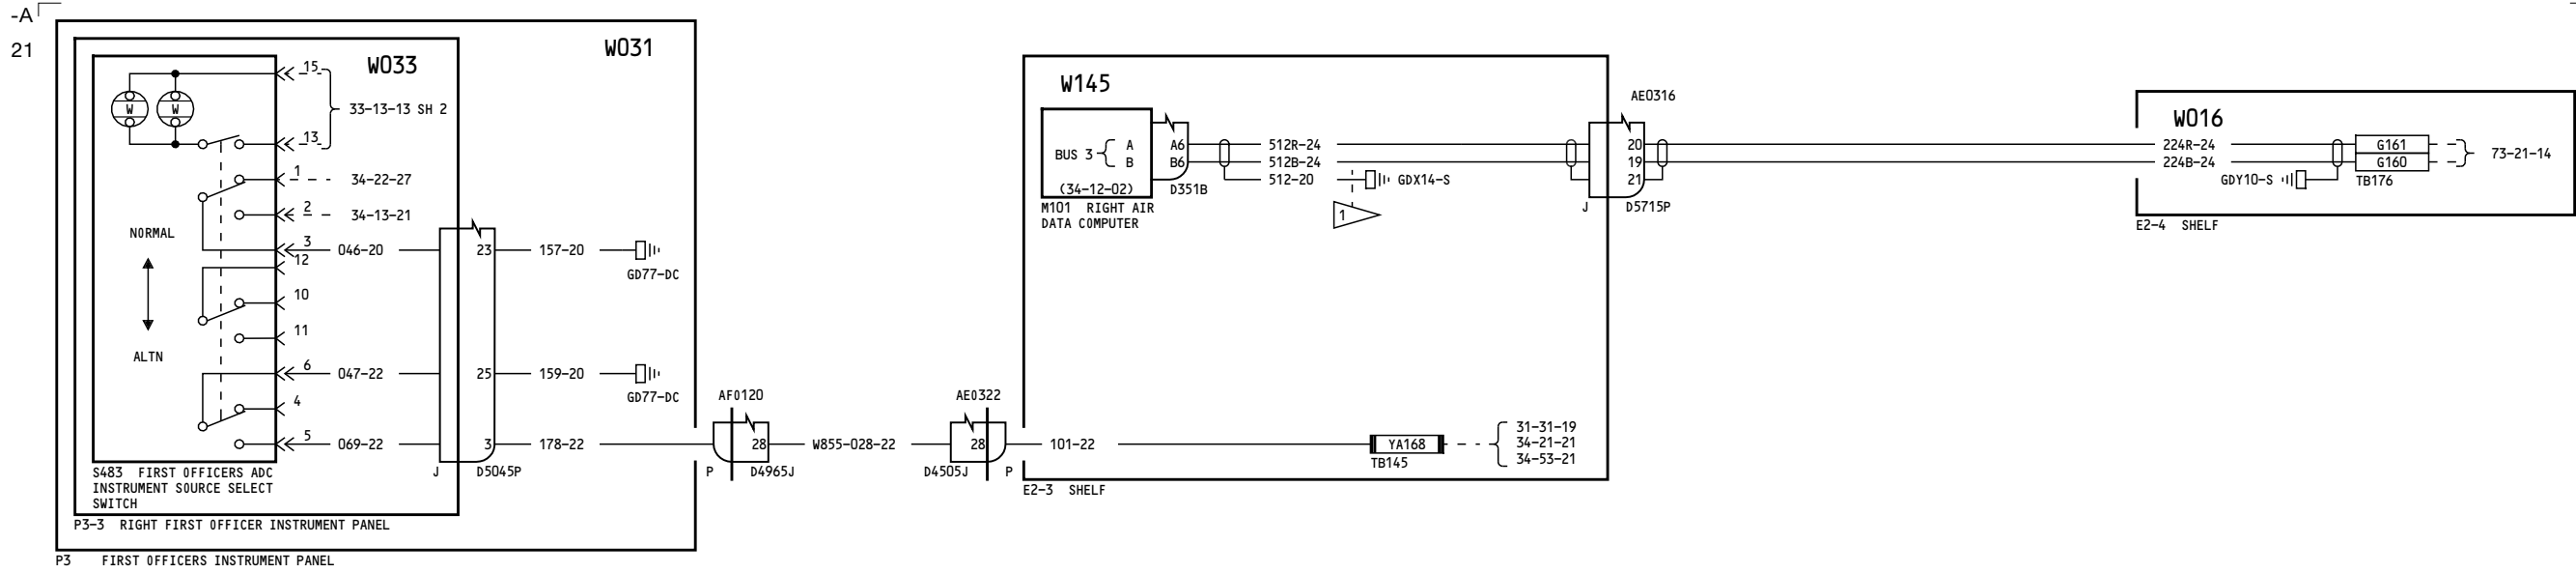 -A
21
W031
W033
15
W W
33-13-13 SH 2
13
1 34-22-27
2 34-13-21
NORMAL
3 046-20 23 157-20
12
GD77-DC
10
11
ALTN
6 047-22 25 159-20
GD77-DC
4
5 069-22 3 178-22
J D5045P
S483 FIRST OFFICERS ADC
INSTRUMENT SOURCE SELECT
SWITCH
P3-3 RIGHT FIRST OFFICER INSTRUMENT PANEL
P3 FIRST OFFICERS INSTRUMENT PANEL
AF0120
28
P D4965J
W855-028-22
AE0322
28
D4505J P
W145
BUS 3 { A A6 512R-24
B B6 512B-24
512-20 GDX14-S
(34-12-02) D351B
M101 RIGHT AIR
DATA COMPUTER
1
AE0316
20
19
21
J D5715P
101-22
YA168
TB145
31-31-19
34-21-21
34-53-21
E2-3 SHELF
W016
224R-24 G161
224B-24 G160
73-21-14
GDY10-S TB176
E2-4 SHELF